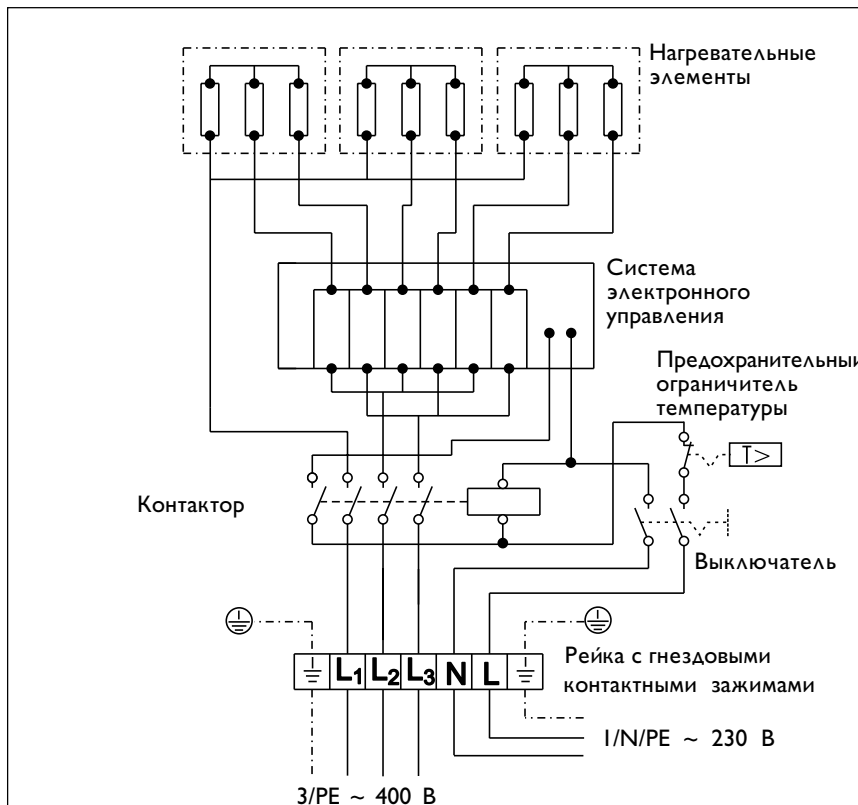 Нагревательные
элементы
Система
электронного
управления
Предохранительный
ограничитель
температуры
T>
Контактор
Выключатель
L1 L2 L3 N L
Рейка с гнездовыми
контактными зажимами
1/N/PE ~ 230 В
3/PE ~ 400 В